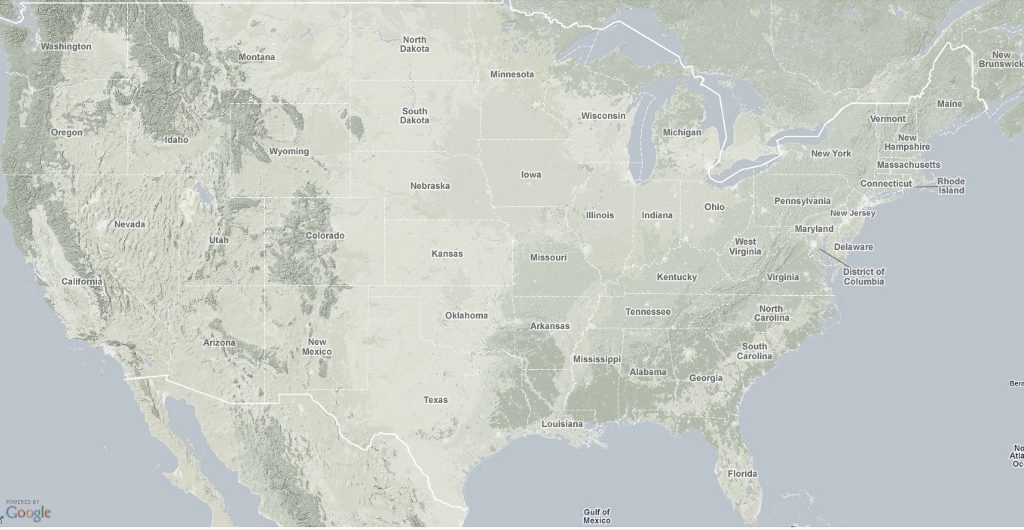 Washington
Montana
North
Dakota
Minnesota
New
Brunswick
Maine
Oregon
Idaho
Wyoming
South
Dakota
Wisconsin
Michigan
Vermont
New
Hampshire
New York
Massachusetts
Connecticut
Rhode
Island
Nebraska
Iowa
Illinois
Indiana
Ohio
Pennsylvania
New Jersey
Nevada
Utah
Colorado
Kansas
Missouri
West
Virginia
Maryland
Delaware
District of
Columbia
California
Kentucky
Virginia
Arizona
New
Mexico
Oklahoma
Arkansas
Tennessee
North
Carolina
South
Carolina
Mississippi
Alabama
Georgia
Texas
Louisiana
Florida
Gulf of
Mexico
Berm
No
Atla
Oc
POWERED BY
Google